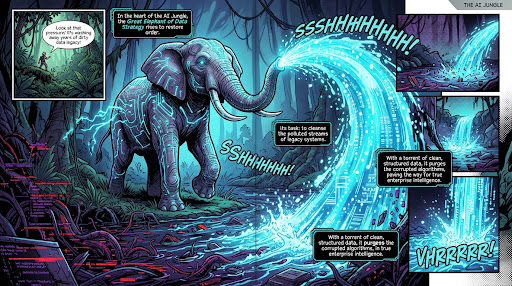 THE AI JUNGLE
Look at that
pressure! It's washing
away years of dirty
data legacy!
In the heart of the AI Jungle,
the Great Elephant of Data
Strategy rises to restore
order.
SSSHHHHHHHHH!
SSHHHHHHH!
Its task: to cleanse
the polluted streams
of legacy systems.
With a torrent of clean,
structured data, it purges
the corrupted algorithms,
paving the way for true
enterprise intelligence.
With a torrent of clean,
structured data, it purges the
corrupted algorithms, in true
enterprise intelligence.
VHRRRRR!